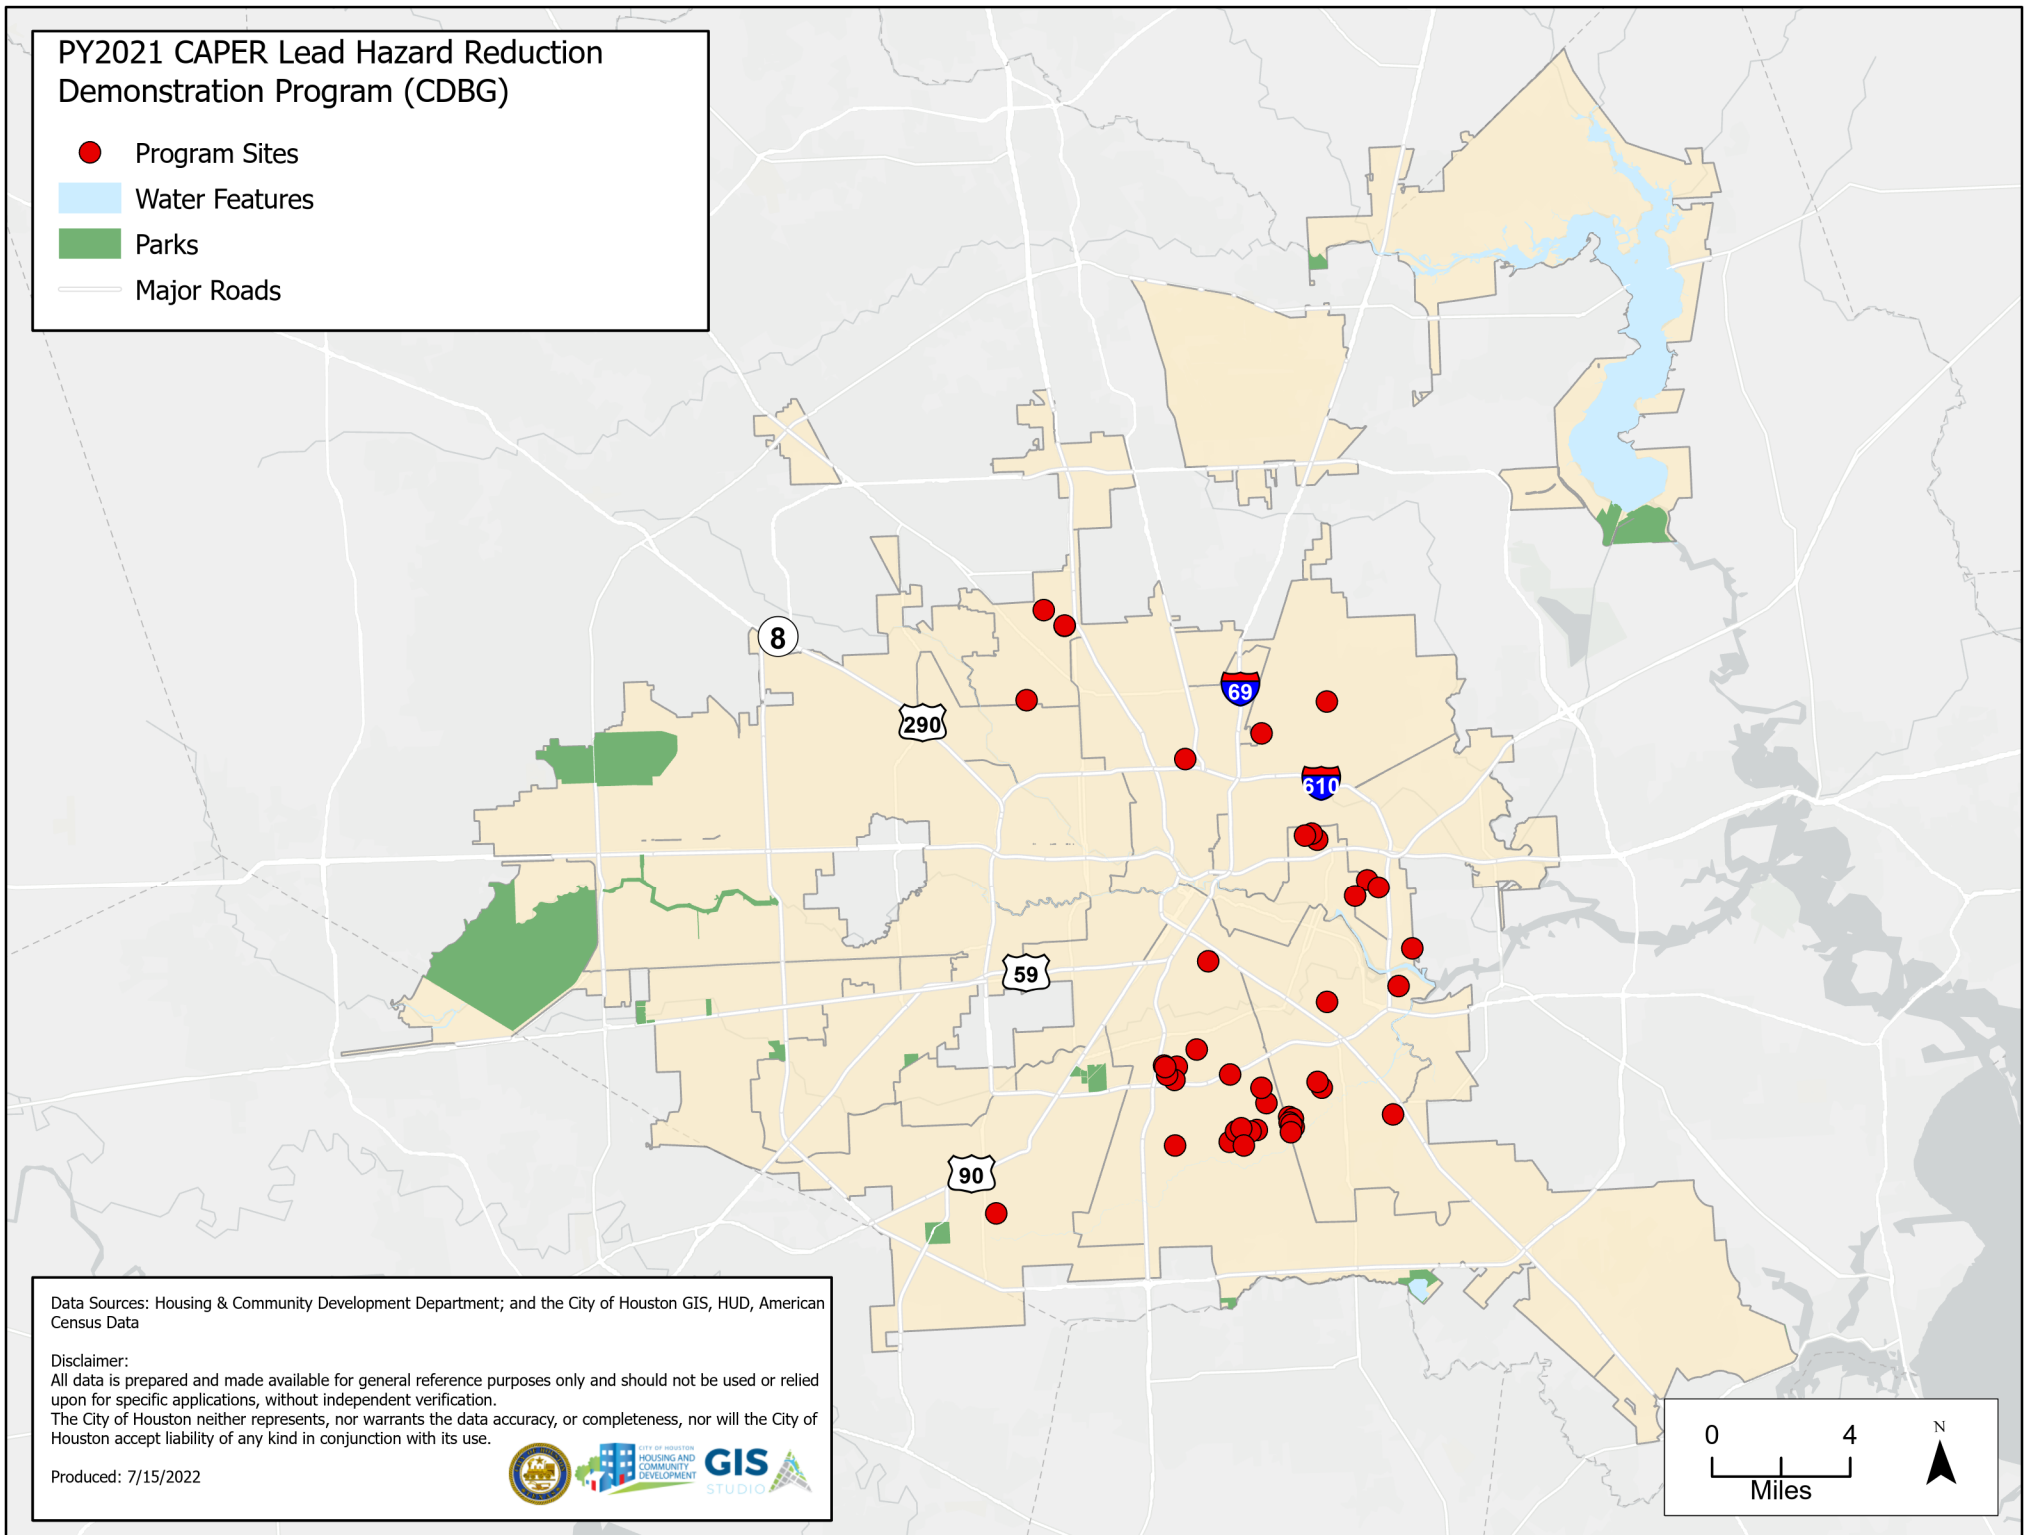 PY2021 CAPER Lead Hazard Reduction
Demonstration Program (CDBG)
Program Sites
Water Features
Parks
Major Roads
8
69
290
610
59
90
Data Sources: Housing & Community Development Department; and the City of Houston GIS, HUD, American
Census Data
Disclaimer:
All data is prepared and made available for general reference purposes only and should not be used or relied
upon for specific applications, without independent verification.
The City of Houston neither represents, nor warrants the data accuracy, or completeness, nor will the City of
Houston accept liability of any kind in conjunction with its use.
Produced: 7/15/2022
CITY OF HOUSTON
HOUSING AND
COMMUNITY
DEVELOPMENT
GIS
STUDIO
0 4
Miles
N